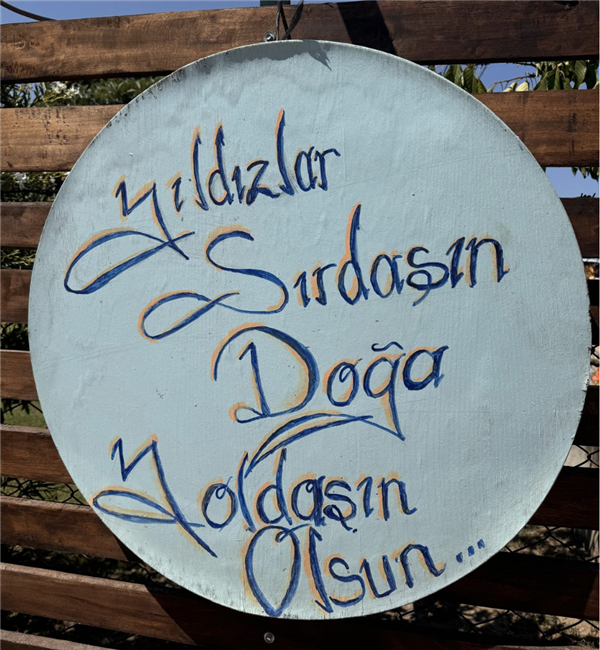 Yıldızlar
Sırdaşın
Doğa
Yoldaşın
Olsun...